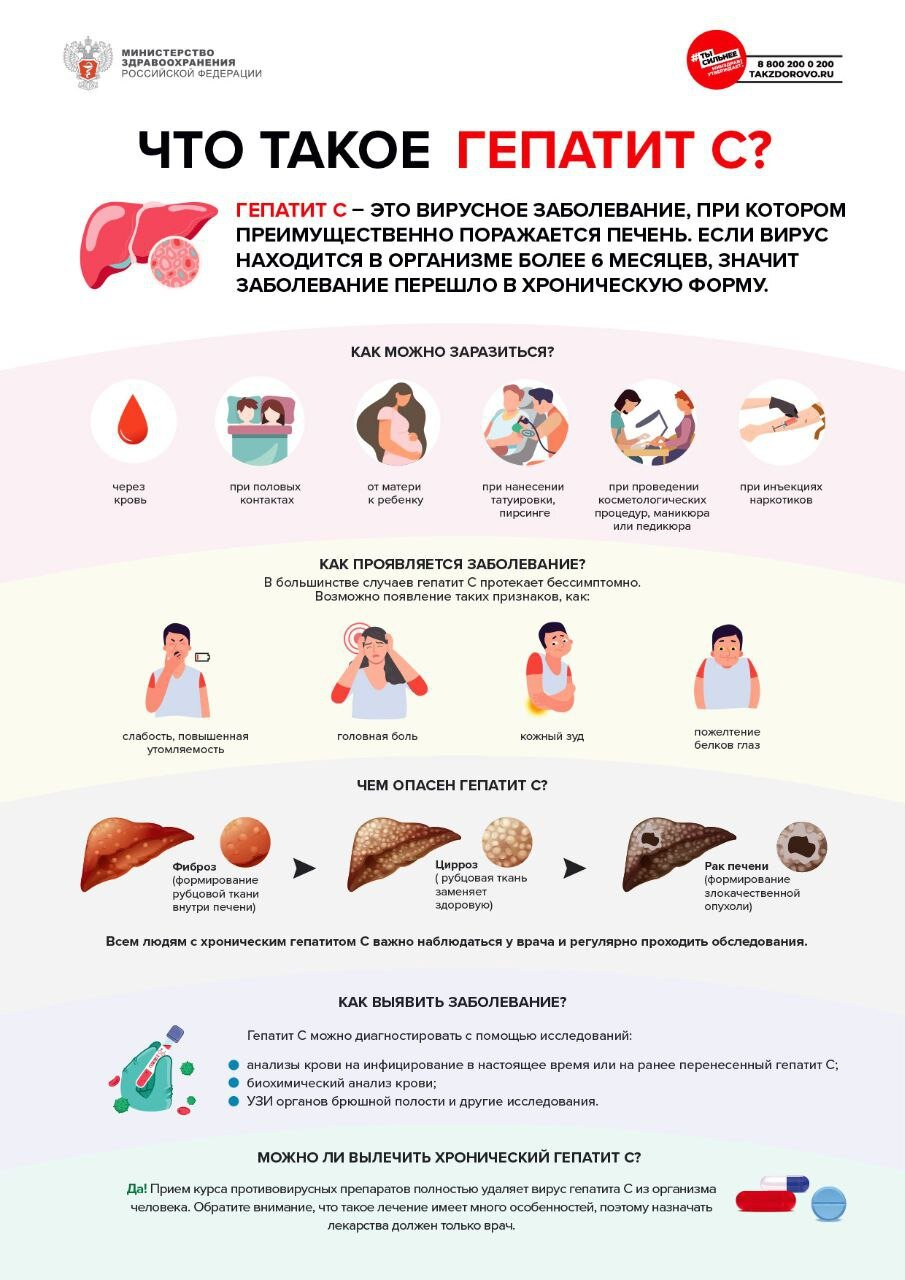 МИНИСТЕРСТВО
ЗДРАВООХРАНЕНИЯ
РОССИЙСКОЙ ФЕДЕРАЦИИ
#ТЫ
СИЛЬНЕЕ
МИНЗДРАВ
УТВЕРЖДАЕТ!
8 800 200 0 200
TAKZDOROVO.RU
ЧТО ТАКОЕ ГЕПАТИТ С?
ГЕПАТИТ С – ЭТО ВИРУСНОЕ ЗАБОЛЕВАНИЕ, ПРИ КОТОРОМ
ПРЕИМУЩЕСТВЕННО ПОРАЖАЕТСЯ ПЕЧЕНЬ. ЕСЛИ ВИРУС
НАХОДИТСЯ В ОРГАНИЗМЕ БОЛЕЕ 6 МЕСЯЦЕВ, ЗНАЧИТ
ЗАБОЛЕВАНИЕ ПЕРЕШЛО В ХРОНИЧЕСКУЮ ФОРМУ.
КАК МОЖНО ЗАРАЗИТЬСЯ?
через
кровь
при половых
контактах
от матери
к ребенку
при нанесении
татуировки,
пирсинге
при проведении
косметологических
процедур, маникюра
или педикюра
при инъекциях
наркотиков
КАК ПРОЯВЛЯЕТСЯ ЗАБОЛЕВАНИЕ?
В большинстве случаев гепатит С протекает бессимптомно.
Возможно появление таких признаков, как:
слабость, повышенная
утомляемость
головная боль
кожный зуд
пожелтение
белков глаз
ЧЕМ ОПАСЕН ГЕПАТИТ С?
Фиброз
(формирование
рубцовой ткани
внутри печени)
Цирроз
( рубцовая ткань
заменяет
здоровую)
Рак печени
(формирование
злокачественной
опухоли)
Всем людям с хроническим гепатитом С важно наблюдаться у врача и регулярно проходить обследования.
КАК ВЫЯВИТЬ ЗАБОЛЕВАНИЕ?
Гепатит С можно диагностировать с помощью исследований:
анализы крови на инфицирование в настоящее время или на ранее перенесенный гепатит С;
биохимический анализ крови;
УЗИ органов брюшной полости и другие исследования.
МОЖНО ЛИ ВЫЛЕЧИТЬ ХРОНИЧЕСКИЙ ГЕПАТИТ С?
Да! Прием курса противовирусных препаратов полностью удаляет вирус гепатита С из организма
человека. Обратите внимание, что такое лечение имеет много особенностей, поэтому назначать
лекарства должен только врач.